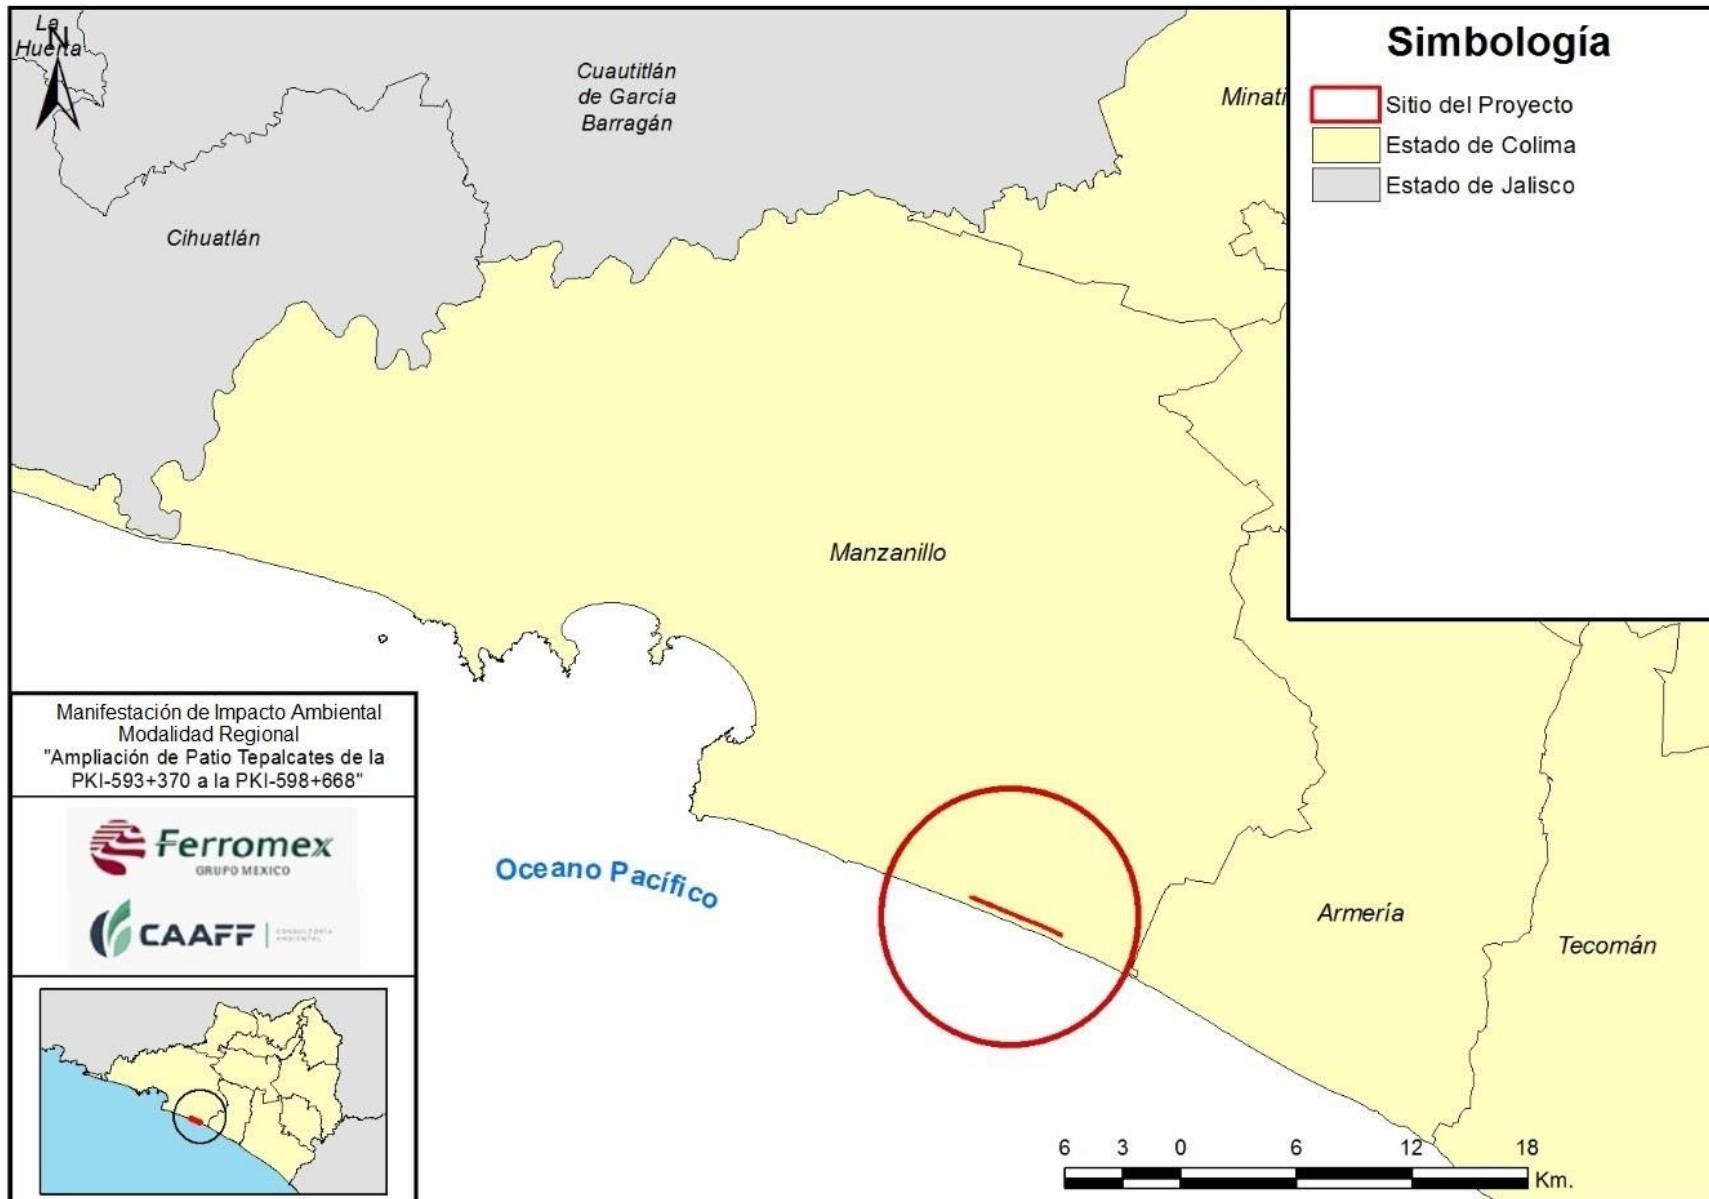 La
Huerta
N
Cuautitlán
de García
Barragán
Minati
Cihuatlán
Manzanillo
Armería
Tecomán
Oceano Pacífico
Simbología
Sitio del Proyecto
Estado de Colima
Estado de Jalisco
Manifestación de Impacto Ambiental
Modalidad Regional
"Ampliación de Patio Tepalcates de la
PKI-593+370 a la PKI-598+668"
Ferromex
GRUPO MEXICO
CAAFF
CONSULTORÍA
AMBIENTAL
6 3 0 6 12 18
Km.